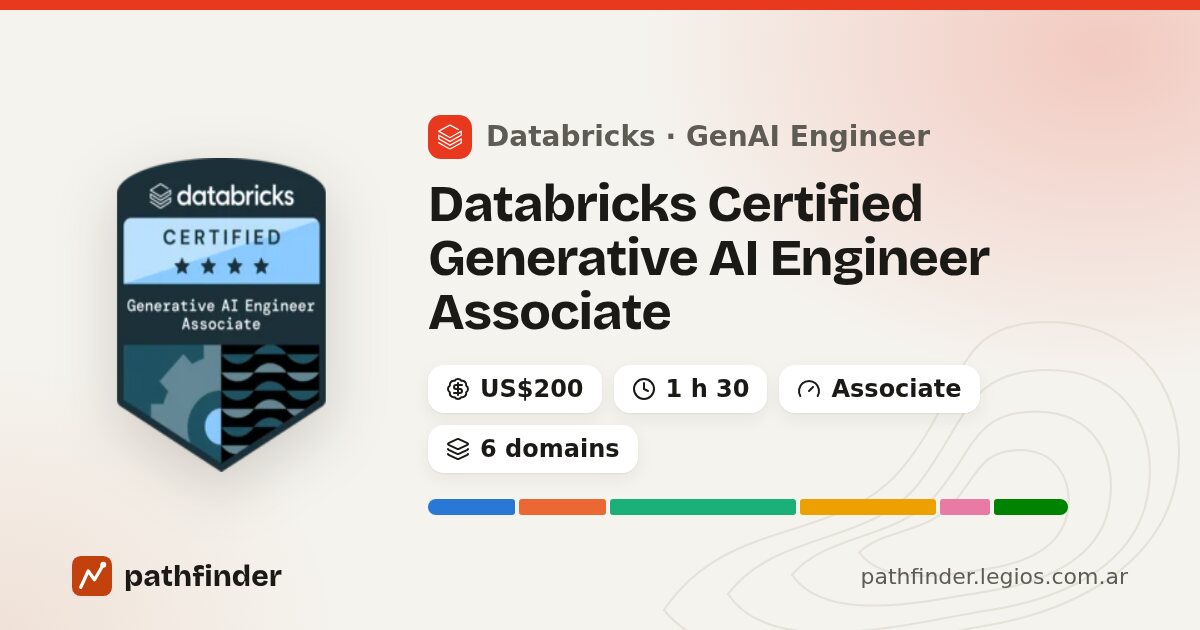 databricks
CERTIFIED
Generative AI Engineer
Associate
Databricks · GenAI Engineer
Databricks Certified
Generative AI Engineer
Associate
US$200
1 h 30
Associate
6 domains
pathfinder
pathfinder.legios.com.ar